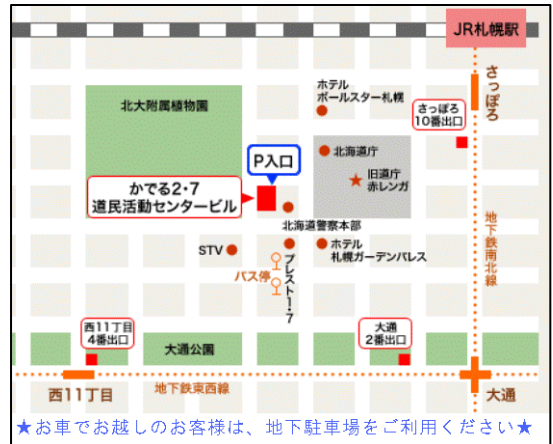 JR札幌駅
さっぽろ
ホテル
ポールスター札幌
北大附属植物園
さっぽろ
10番出口
P入口
北海道庁
旧道庁
赤レンガ
かでる2・7
道民活動センタービル
北海道警察本部
地下鉄南北線
STV
ホテル
札幌ガーデンパレス
プレスト1・7
バス停
西11丁目
4番出口
大通公園
大通
2番出口
西11丁目
地下鉄東西線
大通
★お車でお越しのお客様は、地下駐車場をご利用ください★